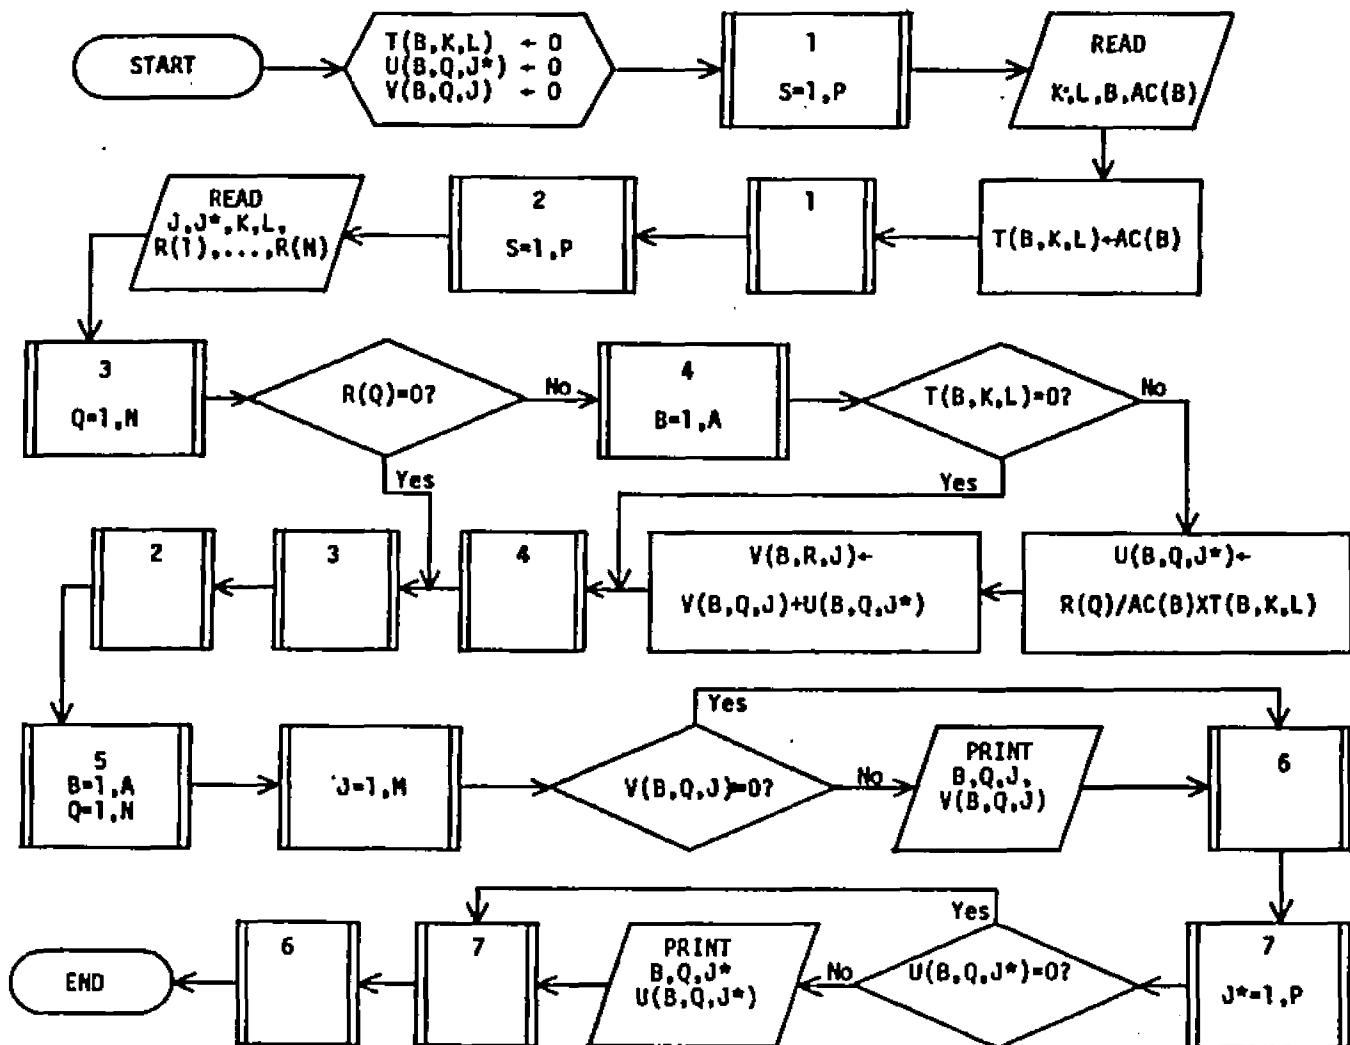 START
T(B,K,L) ← 0
U(B,Q,J*) ← 0
V(B,Q,J) ← 0
1
S=1,P
READ
K,L,B,AC(B)
READ
J,J*,K,L,
R(1),...,R(N)
2
S=1,P
1
T(B,K,L)←AC(B)
3
Q=1,N
R(Q)=0?
No
Yes
4
B=1,A
T(B,K,L)=0?
No
Yes
2
3
4
V(B,R,J)←
V(B,Q,J)+U(B,Q,J*)
U(B,Q,J*)←
R(Q)/AC(B)XT(B,K,L)
5
B=1,A
Q=1,N
J=1,M
V(B,Q,J)=0?
Yes
No
PRINT
B,Q,J,
V(B,Q,J)
6
END
6
7
PRINT
B,Q,J*
U(B,Q,J*)
No
Yes
U(B,Q,J*)=0?
7
J*=1,P